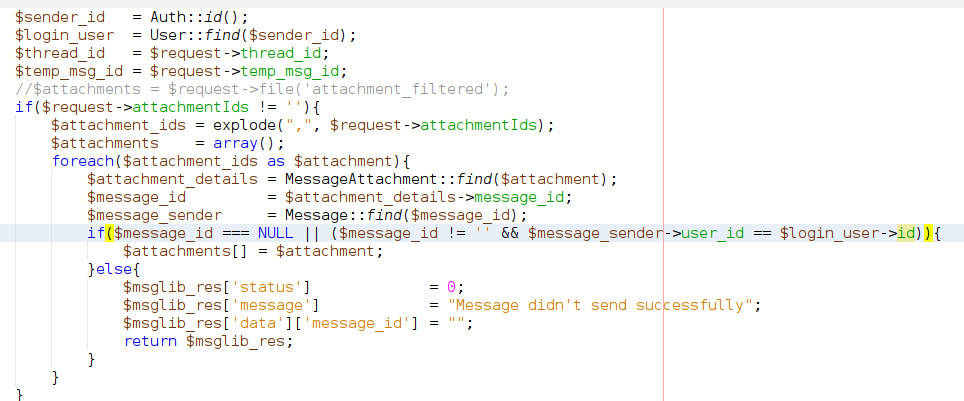 $sender_id   = Auth::id();
$login_user  = User::find($sender_id);
$thread_id   = $request->thread_id;
$temp_msg_id = $request->temp_msg_id;
//$attachments = $request->file('attachment_filtered');
if($request->attachmentIds != ''){
    $attachment_ids = explode(",", $request->attachmentIds);
    $attachments    = array();
    foreach($attachment_ids as $attachment){
        $attachment_details = MessageAttachment::find($attachment);
        $message_id         = $attachment_details->message_id;
        $message_sender     = Message::find($message_id);
        if($message_id === NULL || ($message_id != '' && $message_sender->user_id == $login_user->id)){
            $attachments[] = $attachment;
        }else{
            $msglib_res['status']             = 0;
            $msglib_res['message']            = "Message didn't send successfully";
            $msglib_res['data']['message_id'] = "";
            return $msglib_res;
        }
    }
}